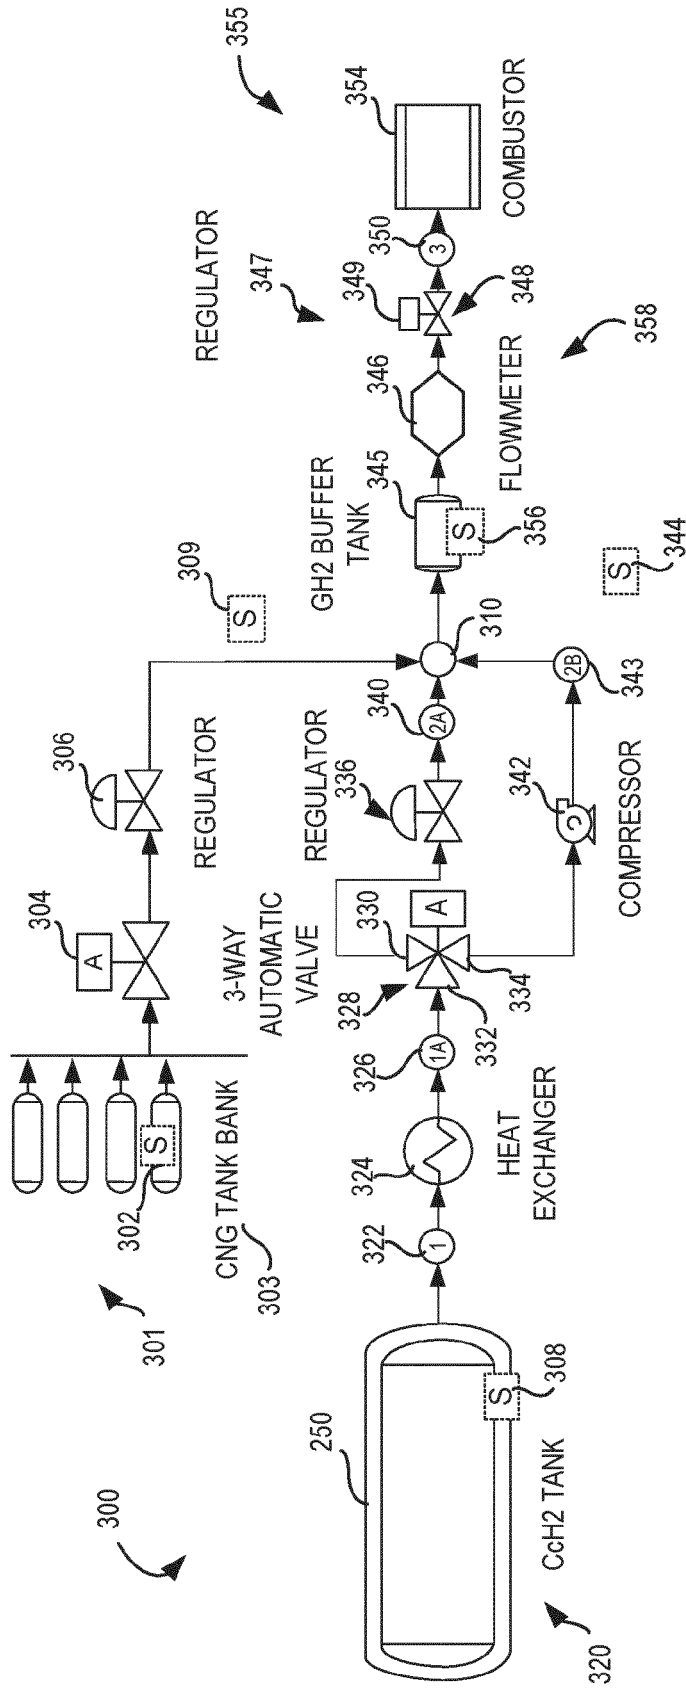 300
301
302
303
CNG TANK BANK
S
304
A
306
REGULATOR
309
S
3-WAY
AUTOMATIC
VALVE
REGULATOR
336
GH2 BUFFER
TANK
345
S
356
REGULATOR
347
349
348
355
354
COMBUSTOR
350
3
346
FLOWMETER
358
250
S
308
CcH2 TANK
320
322
1
324
HEAT
EXCHANGER
326
1A
328
330
A
332
334
340
2A
310
342
COMPRESSOR
2B
343
S
344